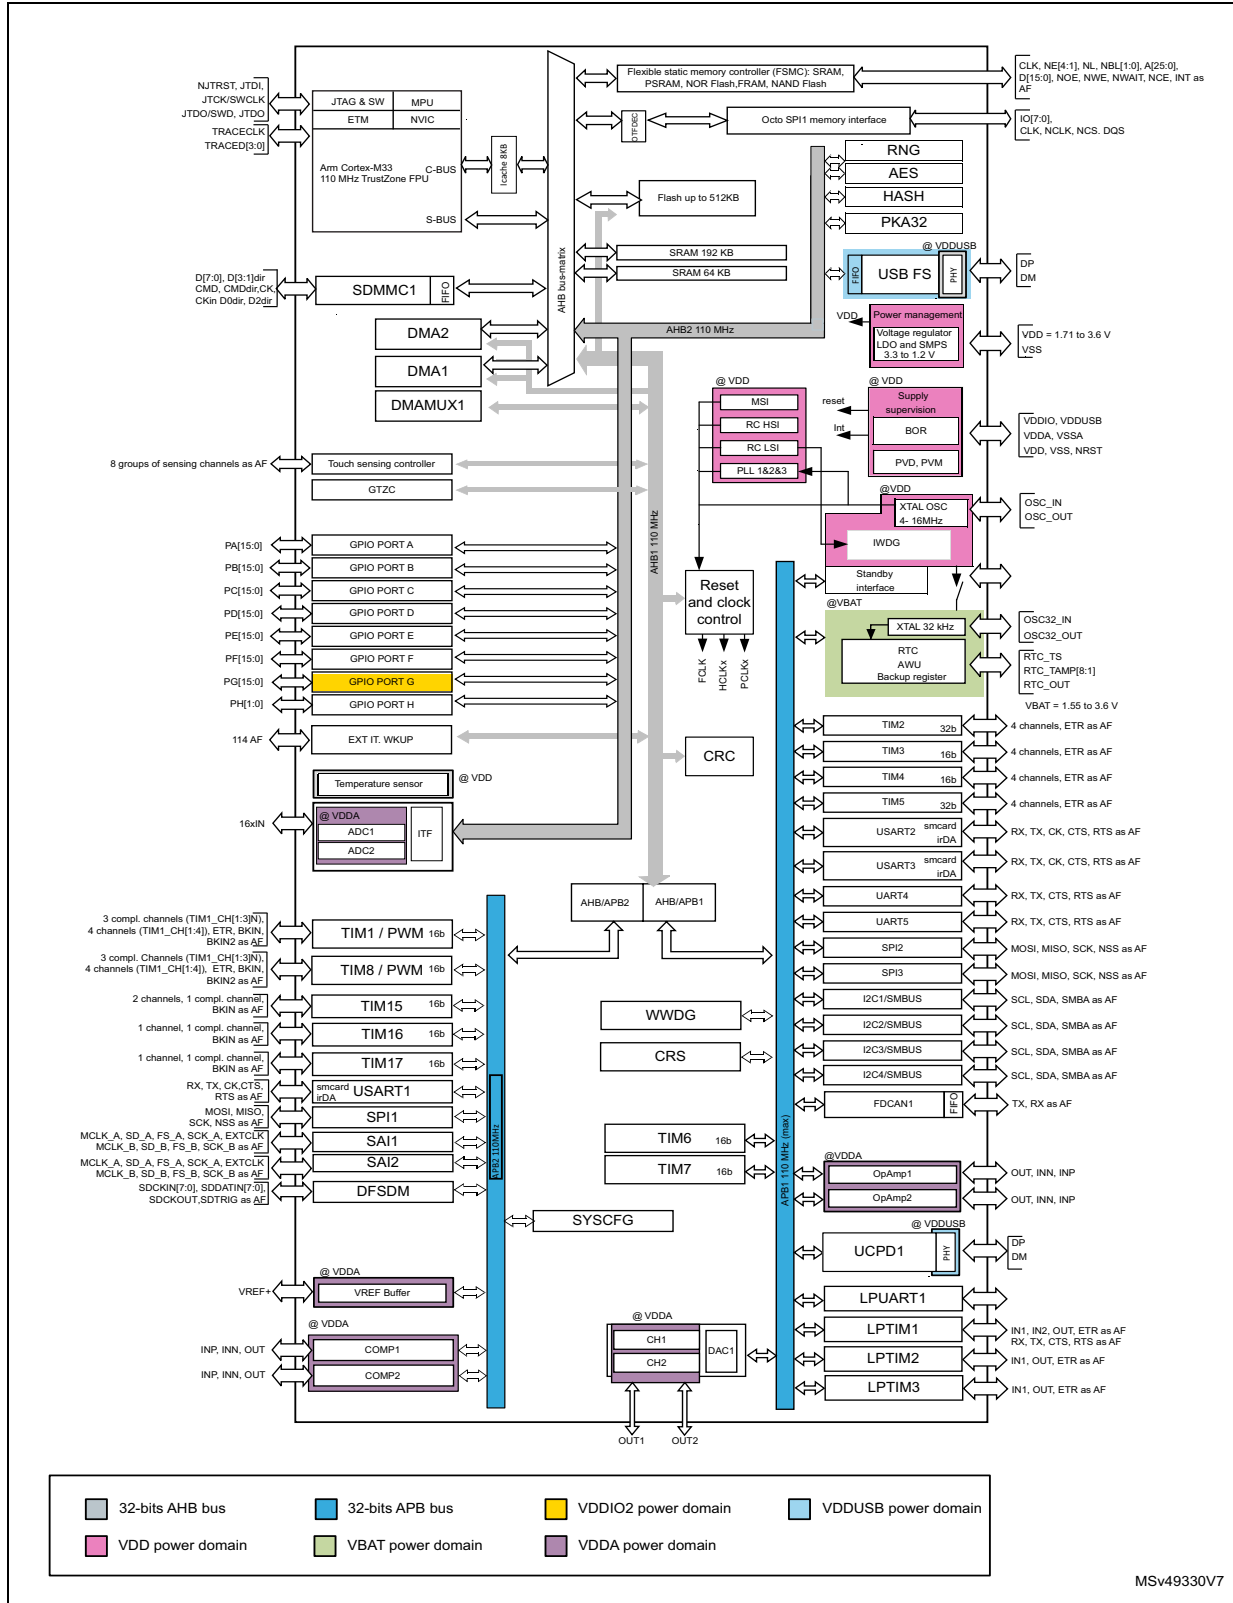 NJTRST, JTDI,
JTCK/SWCLK
JTDO/SWD, JTDO
TRACECLK
TRACED[3:0]
JTAG & SW
MPU
ETM
NVIC
Arm Cortex-M33
110 MHz TrustZone FPU
C-BUS
S-BUS
Icache 8KB
AHB bus-matrix
Flexible static memory controller (FSMC): SRAM,
PSRAM, NOR Flash,FRAM, NAND Flash
CLK, NE[4:1], NL, NBL[1:0], A[25:0],
D[15:0], NOE, NWE, NWAIT, NCE, INT as
AF
OTFDEC
Octo SPI1 memory interface
IO[7:0],
CLK, NCLK, NCS. DQS
RNG
AES
HASH
PKA32
Flash up to 512KB
SRAM 192 KB
SRAM 64 KB
@ VDDUSB
FIFO
USB FS
PHY
DP
DM
D[7:0], D[3:1]dir
CMD, CMDdir,CK,
CKin D0dir, D2dir
SDMMC1
FIFO
DMA2
DMA1
DMAMUX1
AHB2 110 MHz
VDD
Power management
Voltage regulator
LDO and SMPS
3.3 to 1.2 V
VDD = 1.71 to 3.6 V
VSS
@ VDD
MSI
RC HSI
RC LSI
PLL 1&2&3
@ VDD
reset
Int
Supply
supervision
BOR
PVD, PVM
VDDIO, VDDUSB
VDDA, VSSA
VDD, VSS, NRST
8 groups of sensing channels as AF
Touch sensing controller
GTZC
@VDD
XTAL OSC
4- 16MHz
IWDG
OSC_IN
OSC_OUT
Standby
interface
AHB1 110 MHz
PA[15:0]
GPIO PORT A
PB[15:0]
GPIO PORT B
PC[15:0]
GPIO PORT C
PD[15:0]
GPIO PORT D
PE[15:0]
GPIO PORT E
PF[15:0]
GPIO PORT F
PG[15:0]
GPIO PORT G
PH[1:0]
GPIO PORT H
114 AF
EXT IT. WKUP
Reset
and clock
control
FCLK
HCLKx
PCLKx
@VBAT
XTAL 32 kHz
RTC
AWU
Backup register
OSC32_IN
OSC32_OUT
RTC_TS
RTC_TAMP[8:1]
RTC_OUT
VBAT = 1.55 to 3.6 V
CRC
Temperature sensor
@ VDD
16xIN
@ VDDA
ADC1
ADC2
ITF
TIM2
32b
4 channels, ETR as AF
TIM3
16b
4 channels, ETR as AF
TIM4
16b
4 channels, ETR as AF
TIM5
32b
4 channels, ETR as AF
USART2
smcard
irDA
RX, TX, CK, CTS, RTS as AF
USART3
smcard
irDA
RX, TX, CK, CTS, RTS as AF
UART4
RX, TX, CTS, RTS as AF
UART5
RX, TX, CTS, RTS as AF
SPI2
MOSI, MISO, SCK, NSS as AF
SPI3
MOSI, MISO, SCK, NSS as AF
I2C1/SMBUS
SCL, SDA, SMBA as AF
I2C2/SMBUS
SCL, SDA, SMBA as AF
I2C3/SMBUS
SCL, SDA, SMBA as AF
I2C4/SMBUS
SCL, SDA, SMBA as AF
FDCAN1
FIFO
TX, RX as AF
AHB/APB2
AHB/APB1
3 compl. channels (TIM1_CH[1:3]N),
4 channels (TIM1_CH[1:4]), ETR, BKIN,
BKIN2 as AF
TIM1 / PWM
16b
3 compl. Channels (TIM1_CH[1:3]N),
4 channels (TIM1_CH[1:4]), ETR, BKIN,
BKIN2 as AF
TIM8 / PWM
16b
2 channels, 1 compl. channel,
BKIN as AF
TIM15
16b
1 channel, 1 compl. channel,
BKIN as AF
TIM16
16b
1 channel, 1 compl. channel,
BKIN as AF
TIM17
16b
RX, TX, CK,CTS,
RTS as AF
smcard
irDA
USART1
MOSI, MISO,
SCK, NSS as AF
SPI1
MCLK_A, SD_A, FS_A, SCK_A, EXTCLK
MCLK_B, SD_B, FS_B, SCK_B as AF
SAI1
MCLK_A, SD_A, FS_A, SCK_A, EXTCLK
MCLK_B, SD_B, FS_B, SCK_B as AF
SAI2
SDCKIN[7:0], SDDATIN[7:0],
SDCKOUT,SDTRIG as AF
DFSDM
APB2 110MHz
SYSCFG
WWDG
CRS
TIM6
16b
TIM7
16b
APB1 110 MHz (max)
@VDDA
OpAmp1
OUT, INN, INP
OpAmp2
OUT, INN, INP
@ VDDUSB
UCPD1
PHY
DP
DM
LPUART1
LPTIM1
IN1, IN2, OUT, ETR as AF
RX, TX, CTS, RTS as AF
LPTIM2
IN1, OUT, ETR as AF
LPTIM3
IN1, OUT, ETR as AF
@ VDDA
VREF+
VREF Buffer
@ VDDA
INP, INN, OUT
COMP1
INP, INN, OUT
COMP2
@ VDDA
CH1
CH2
DAC1
OUT1
OUT2
32-bits AHB bus
32-bits APB bus
VDDIO2 power domain
VDDUSB power domain
VDD power domain
VBAT power domain
VDDA power domain
MSv49330V7